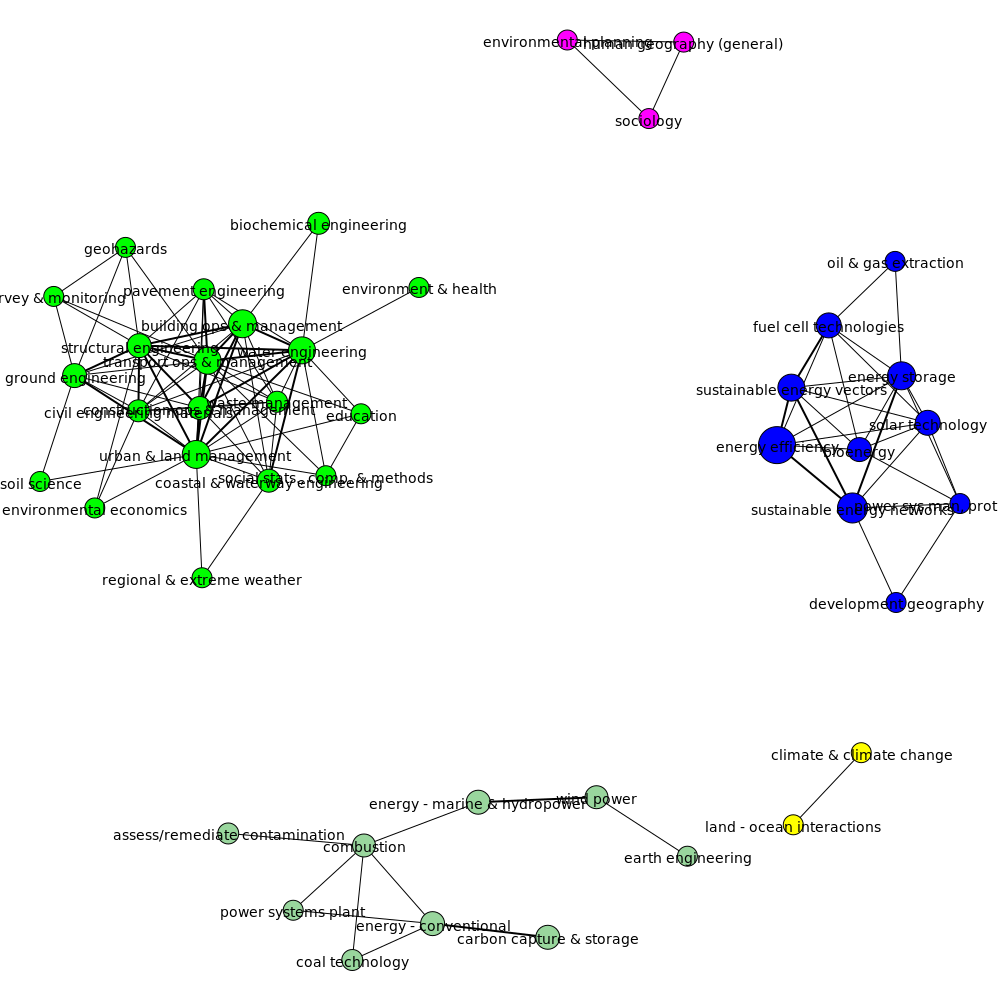 environmental planning
human geography (general)
sociology
biochemical engineering
geohazards
oil & gas extraction
environment & health
pavement engineering
rvey & monitoring
building ops & management
fuel cell technologies
structural engineering
water engineering
transport ops & management
ground engineering
energy storage
sustainable energy vectors
waste management
construction ops & management
civil engineering materials
education
solar technology
energy efficiency
bioenergy
urban & land management
social stats., comp. & methods
coastal & waterway engineering
soil science
power sys man, prot
sustainable energy networks
environmental economics
regional & extreme weather
development geography
climate & climate change
wind power
energy - marine & hydropower
land - ocean interactions
assess/remediate contamination
combustion
earth engineering
power systems plant
energy - conventional
carbon capture & storage
coal technology